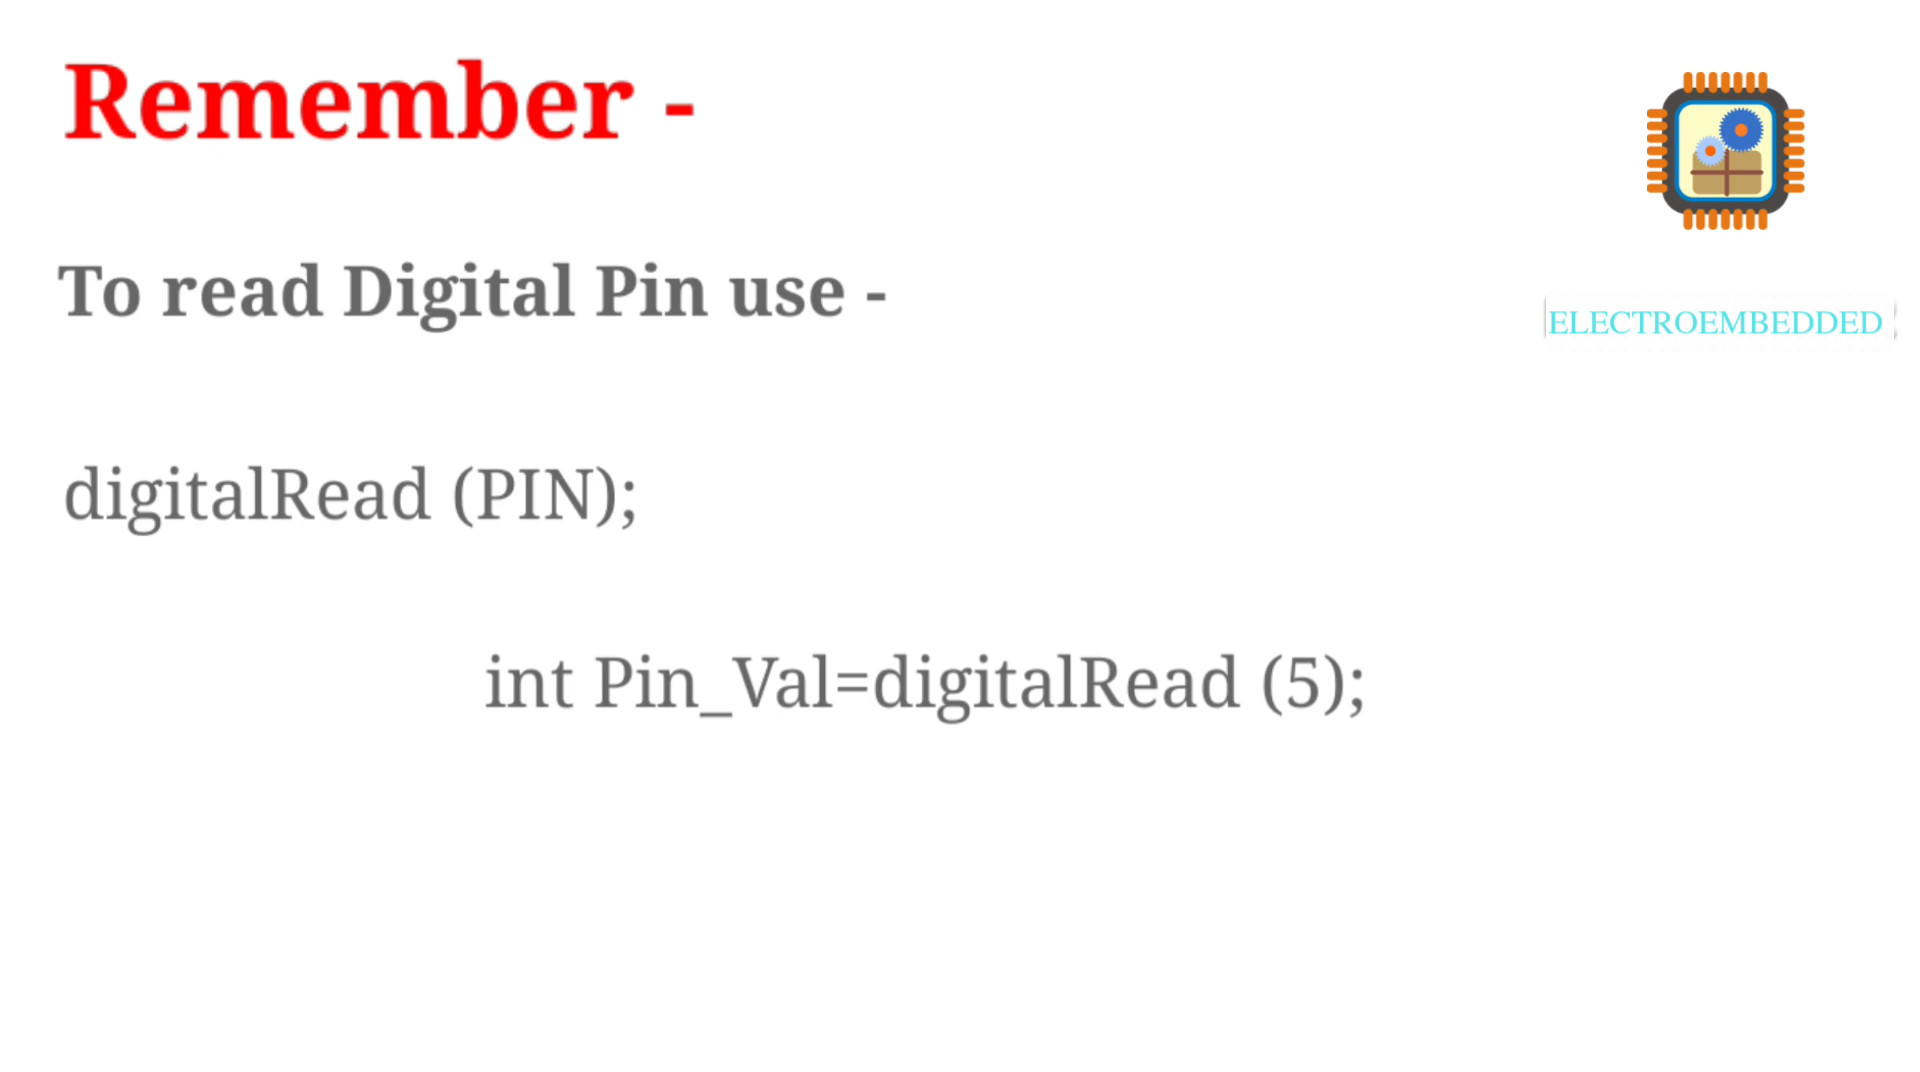 Remember -
ELECTROEMBEDDED
To read Digital Pin use -
digitalRead (PIN);
int Pin_Val=digitalRead (5);